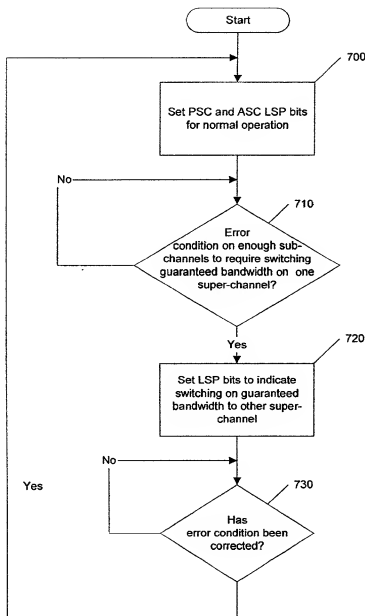 Start
700
Set PSC and ASC LSP bits
for normal operation
No
710
Error
condition on enough sub-
channels to require switching
guaranteed bandwidth on one
super-channel?
Yes
720
Set LSP bits to indicate
switching on guaranteed
bandwidth to other super-
channel
No
Yes
730
Has
error condition been
corrected?